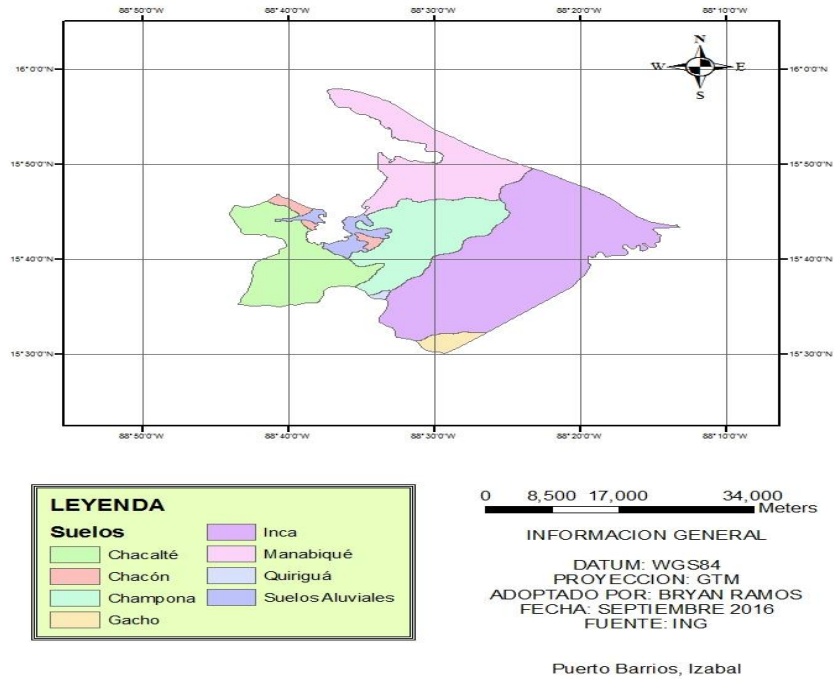 88°50'0"W 88°40'0"W 88°30'0"W 88°20'0"W 88°10'0"W
N
W E
S
16°0'0"N 16°0'0"N
15°50'0"N 15°50'0"N
15°40'0"N 15°40'0"N
15°30'0"N 15°30'0"N
88°50'0"W 88°40'0"W 88°30'0"W 88°20'0"W 88°10'0"W
LEYENDA
Suelos
Chacalté
Chacón
Champona
Gacho
Inca
Manabiqué
Quiriguá
Suelos Aluviales
0 8,500 17,000 34,000
Meters
INFORMACION GENERAL
DATUM: WGS84
PROYECCION: GTM
ADOPTADO POR: BRYAN RAMOS
FECHA: SEPTIEMBRE 2016
FUENTE: ING
Puerto Barrios, Izabal